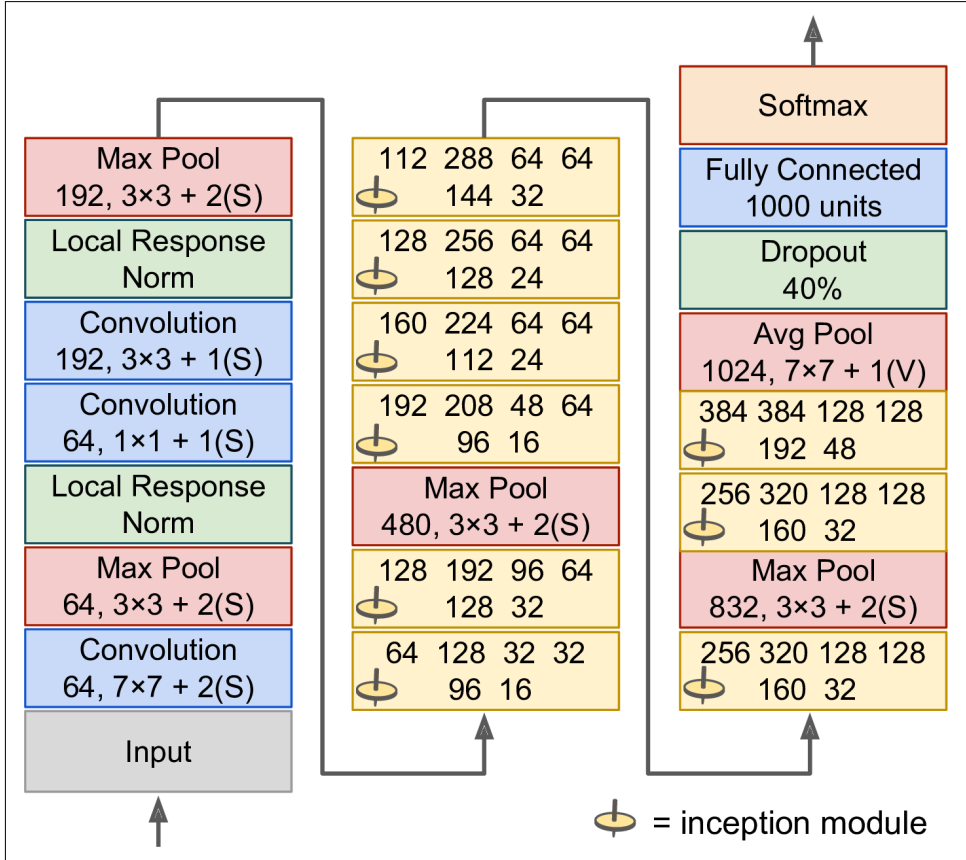 Max Pool
192, 3×3 + 2(S)
Local Response
Norm
Convolution
192, 3×3 + 1(S)
Convolution
64, 1×1 + 1(S)
Local Response
Norm
Max Pool
64, 3×3 + 2(S)
Convolution
64, 7×7 + 2(S)
Input
112 288 64 64
144 32
128 256 64 64
128 24
160 224 64 64
112 24
192 208 48 64
96 16
Max Pool
480, 3×3 + 2(S)
128 192 96 64
128 32
64 128 32 32
96 16
Softmax
Fully Connected
1000 units
Dropout
40%
Avg Pool
1024, 7×7 + 1(V)
384 384 128 128
192 48
256 320 128 128
160 32
Max Pool
832, 3×3 + 2(S)
256 320 128 128
160 32
= inception module